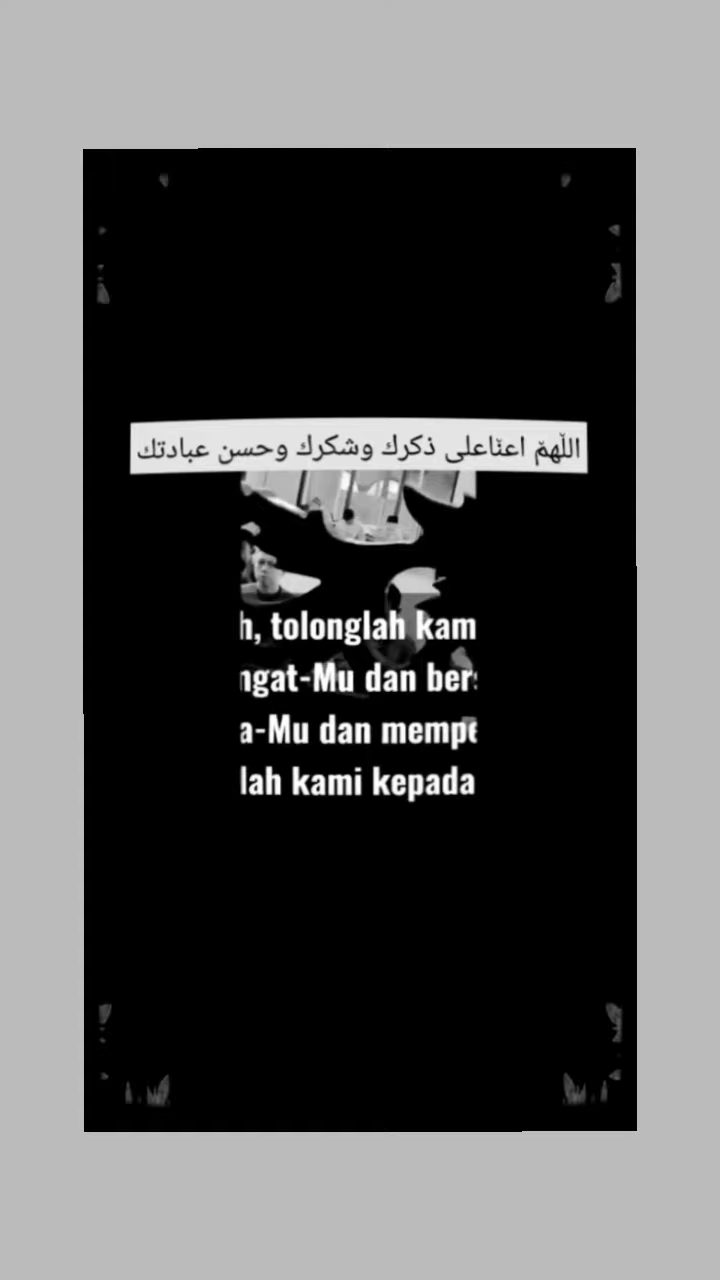 اللّٰهمّ اعنّاعلى ذكرك وشكرك وحسن عبادتك
h, tolonglah kam
ngat-Mu dan ber
a-Mu dan mempe
lah kami kepada